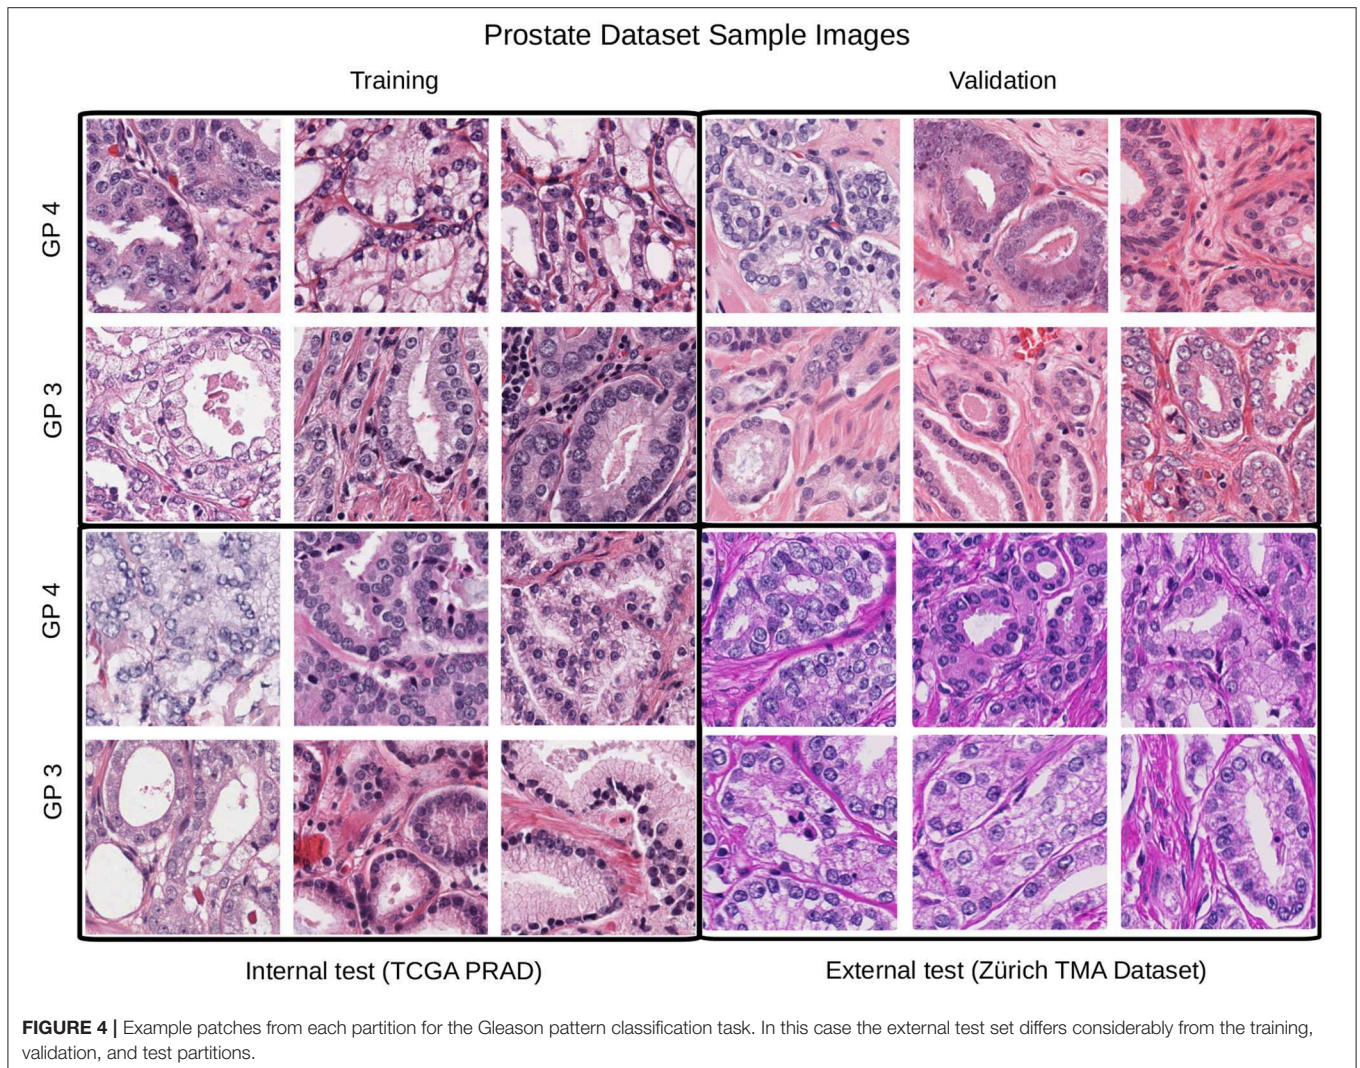 Prostate Dataset Sample Images
Training
Validation
GP 4
GP 3
GP 4
GP 3
Internal test (TCGA PRAD)
External test (Zürich TMA Dataset)
FIGURE 4 | Example patches from each partition for the Gleason pattern classification task. In this case the external test set differs considerably from the training,
validation, and test partitions.